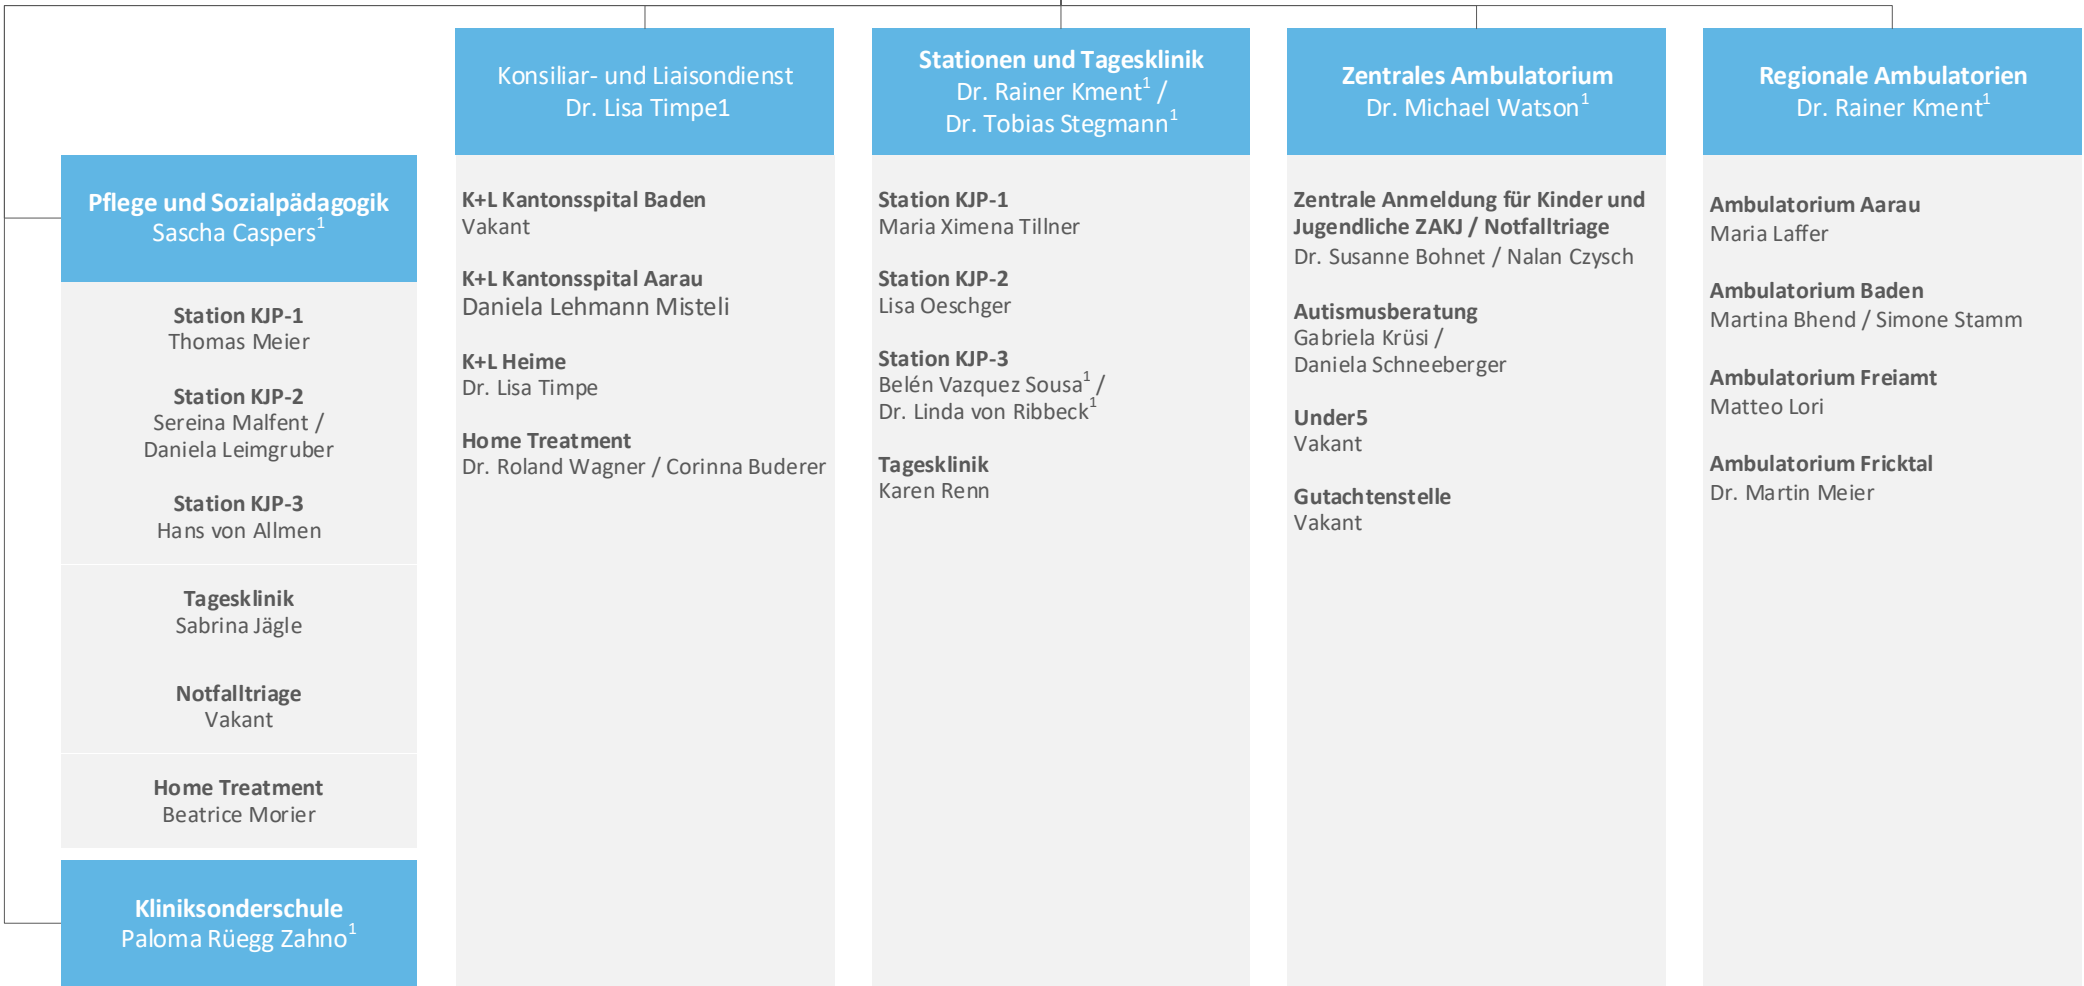 Pflege und Sozialpädagogik
Sascha Caspers¹
Station KJP-1
Thomas Meier
Station KJP-2
Sereina Malfent /
Daniela Leimgruber
Station KJP-3
Hans von Allmen
Tagesklinik
Sabrina Jägle
Notfalltriage
Vakant
Home Treatment
Beatrice Morier
Kliniksonderschule
Paloma Rüegg Zahno¹
Konsiliar- und Liaisondienst
Dr. Lisa Timpe1
K+L Kantonsspital Baden
Vakant
K+L Kantonsspital Aarau
Daniela Lehmann Misteli
K+L Heime
Dr. Lisa Timpe
Home Treatment
Dr. Roland Wagner / Corinna Buderer
Stationen und Tagesklinik
Dr. Rainer Kment¹ /
Dr. Tobias Stegmann¹
Station KJP-1
Maria Ximena Tillner
Station KJP-2
Lisa Oeschger
Station KJP-3
Belén Vazquez Sousa¹ /
Dr. Linda von Ribbeck¹
Tagesklinik
Karen Renn
Zentrales Ambulatorium
Dr. Michael Watson¹
Zentrale Anmeldung für Kinder und
Jugendliche ZAKJ / Notfalltriage
Dr. Susanne Bohnet / Nalan Czysch
Autismusberatung
Gabriela Krüsi /
Daniela Schneeberger
Under5
Vakant
Gutachtenstelle
Vakant
Regionale Ambulatorien
Dr. Rainer Kment¹
Ambulatorium Aarau
Maria Laffer
Ambulatorium Baden
Martina Bhend / Simone Stamm
Ambulatorium Freiamt
Matteo Lori
Ambulatorium Fricktal
Dr. Martin Meier